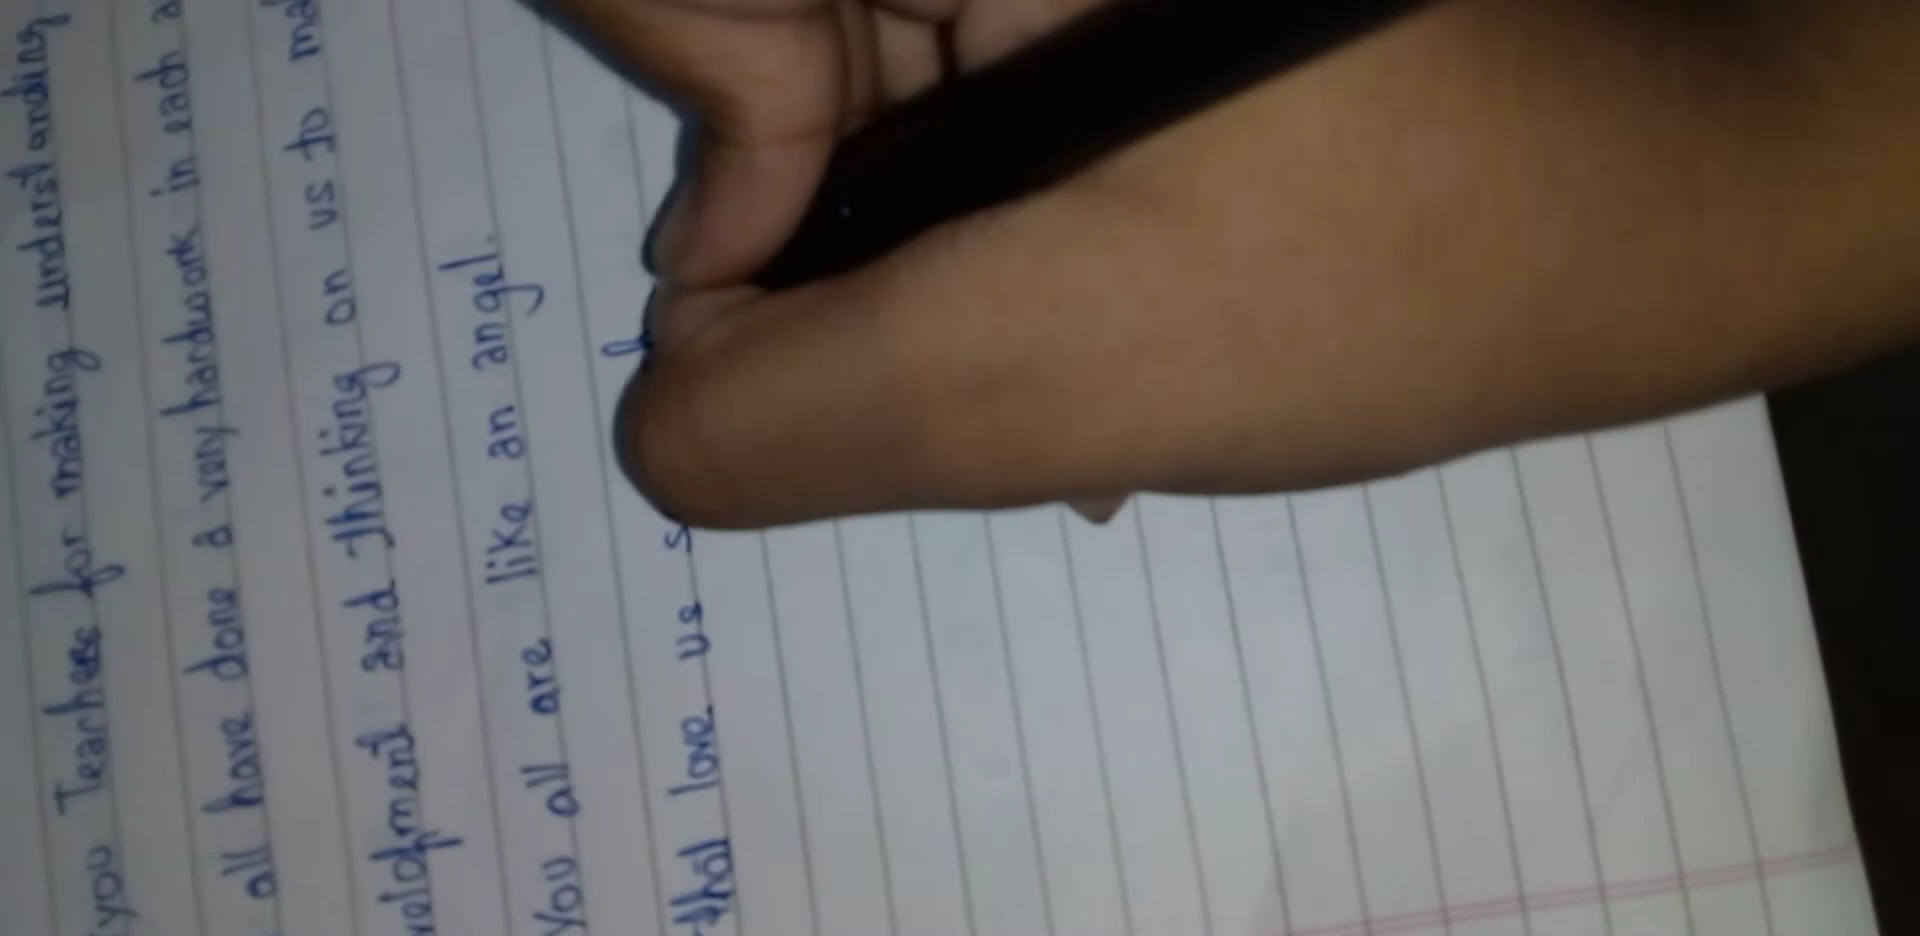 you Teachers for making understanding
all have done a very hardwork in each
velopment and thinking on us to
You all are like an angel.
that love us